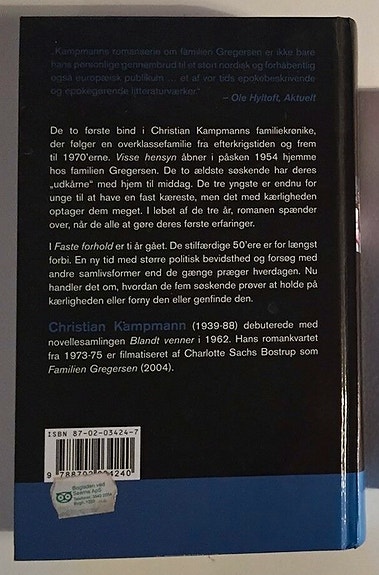 „Kampmanns romanserie om familien Gregersen er ikke bare
hans personlige gennembrud til et stort nordisk og forhåbentlig
også europæisk publikum ... et af vor tids epokebeskrivende
og epokegørende litteraturværker."
– Ole Hyltoft, Aktuelt
De to første bind i Christian Kampmanns familiekrønike,
der følger en overklassefamilie fra efterkrigstiden og frem
til 1970'erne. Visse hensyn åbner i påsken 1954 hjemme
hos familien Gregersen. De to ældste søskende har deres
„udkårne" med hjem til middag. De tre yngste er endnu for
unge til at have en fast kæreste, men det med kærligheden
optager dem meget. I løbet af de tre år, romanen spænder
over, når de alle at gøre deres første erfaringer.
I Faste forhold er ti år gået. De stilfærdige 50'ere er for længst
forbi. En ny tid med større politisk bevidsthed og forsøg med
andre samlivsformer end de gængse præger hverdagen. Nu
handler det om, hvordan de fem søskende prøver at holde på
kærligheden eller forny den eller genfinde den.
Christian Kampmann (1939-88) debuterede med
novellesamlingen Blandt venner i 1962. Hans romankvartet
fra 1973-75 er filmatiseret af Charlotte Sachs Bostrup som
Familien Gregersen (2004).
ISBN 87-02-03424-7
9 788702 034240
Bogladen ved